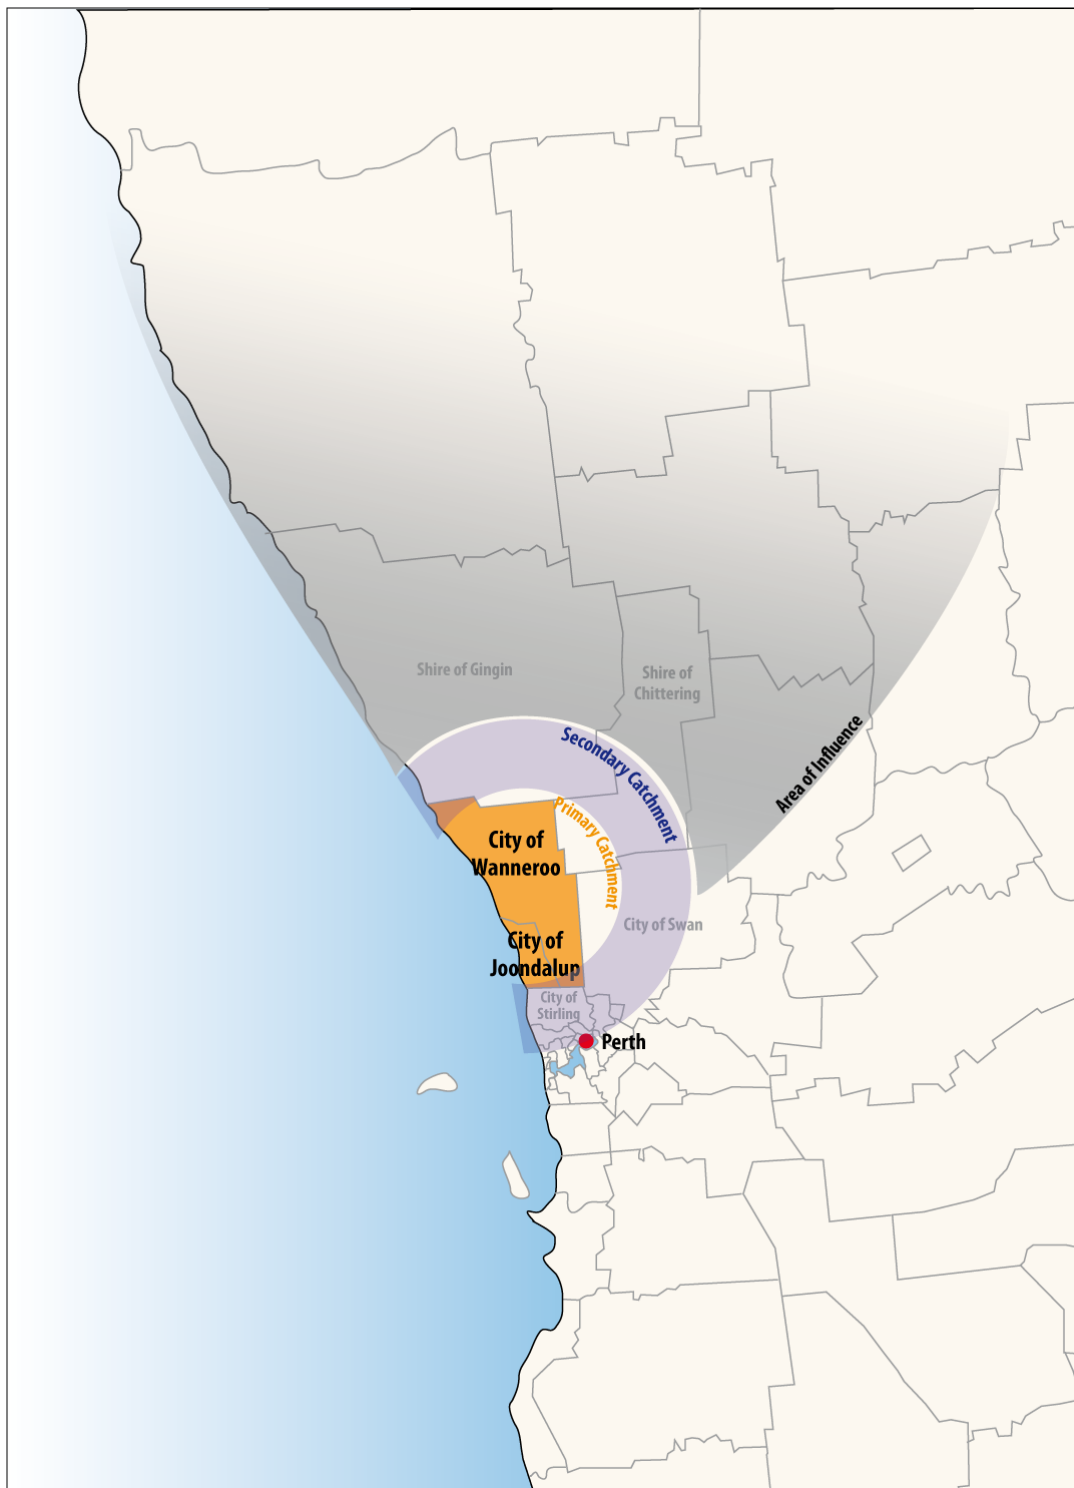 Shire of Gingin
Shire of
Chittering
Secondary Catchment
Area of Influence
Primary Catchment
City of
Wanneroo
City of Swan
City of
Joondalup
City of
Stirling
Perth